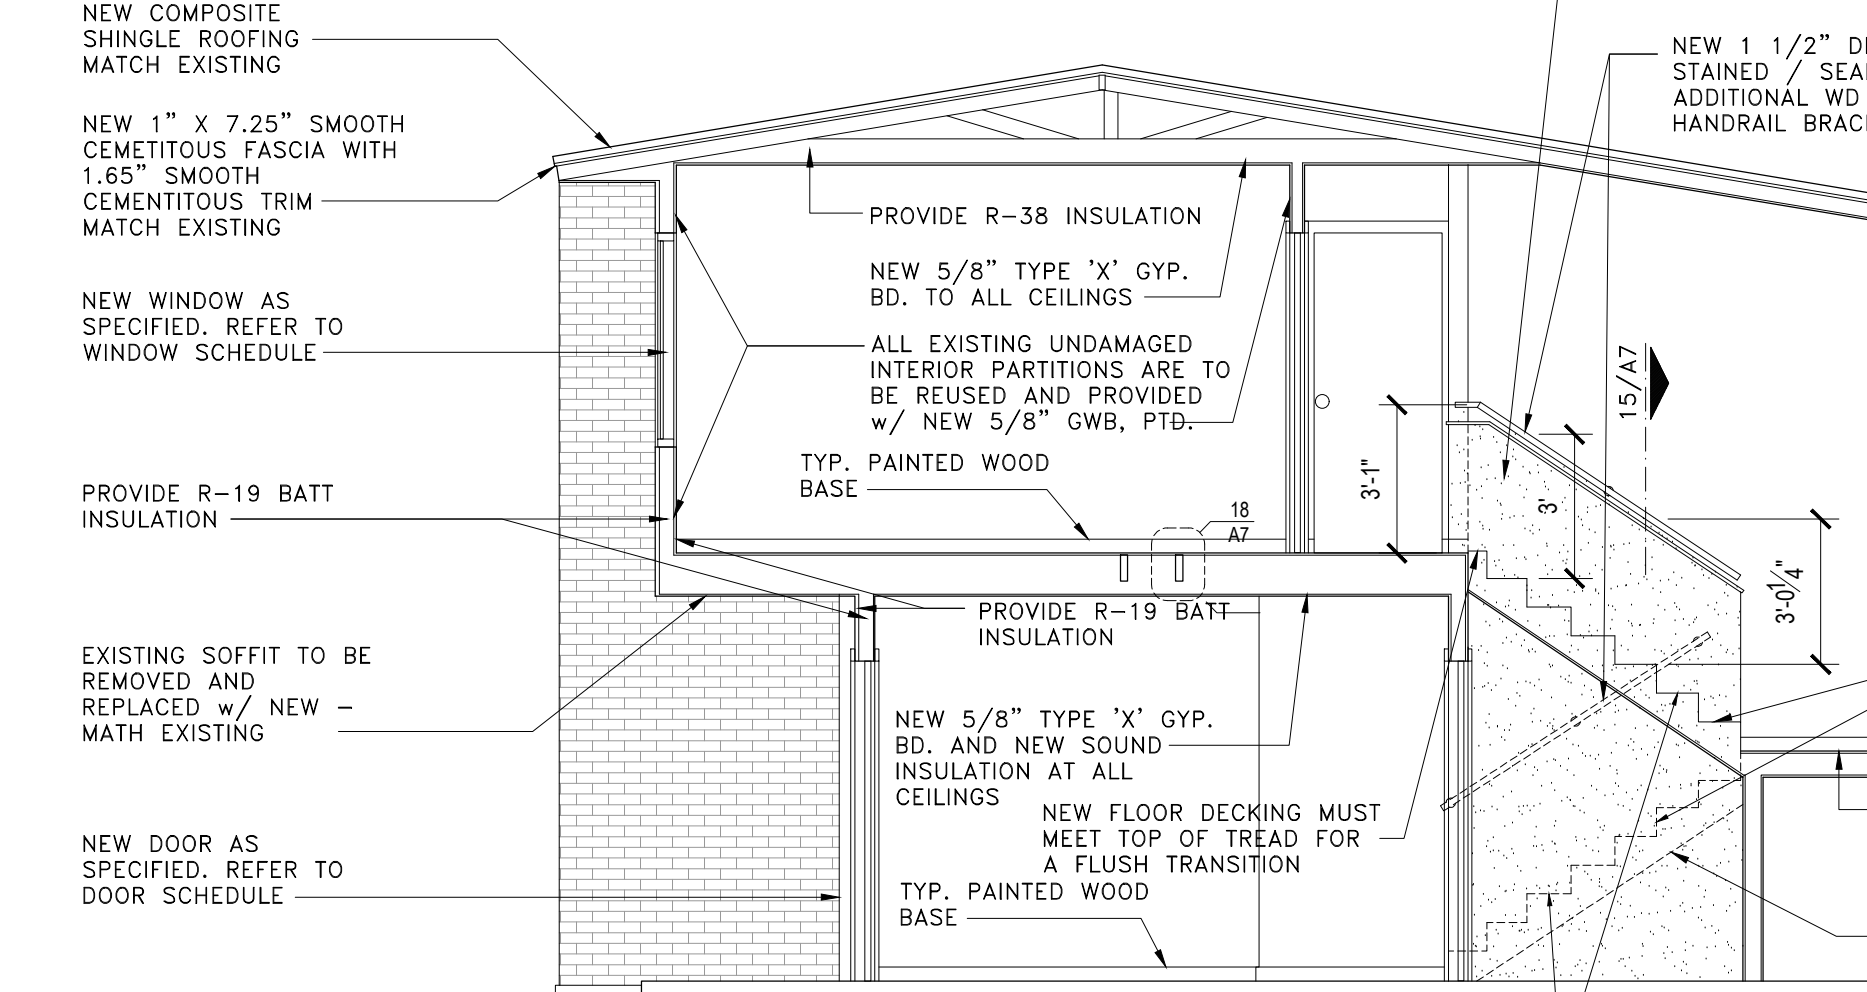 NEW COMPOSITE
SHINGLE ROOFING
MATCH EXISTING
NEW 1" X 7.25" SMOOTH
CEMETITOUS FASCIA WITH
1.65" SMOOTH
CEMENTITOUS TRIM
MATCH EXISTING
NEW WINDOW AS
SPECIFIED. REFER TO
WINDOW SCHEDULE
PROVIDE R-19 BATT
INSULATION
EXISTING SOFFIT TO BE
REMOVED AND
REPLACED w/ NEW -
MATH EXISTING
NEW DOOR AS
SPECIFIED. REFER TO
DOOR SCHEDULE
PROVIDE R-38 INSULATION
NEW 5/8" TYPE 'X' GYP.
BD. TO ALL CEILINGS
ALL EXISTING UNDAMAGED
INTERIOR PARTITIONS ARE TO
BE REUSED AND PROVIDED
w/ NEW 5/8" GWB, PTD.
TYP. PAINTED WOOD
BASE
18
A7
PROVIDE R-19 BATT
INSULATION
NEW 5/8" TYPE 'X' GYP.
BD. AND NEW SOUND
INSULATION AT ALL
CEILINGS
NEW FLOOR DECKING MUST
MEET TOP OF TREAD FOR
A FLUSH TRANSITION
TYP. PAINTED WOOD
BASE
NEW 1 1/2"
STAINED /
ADDITIONAL WD
HANDRAIL
15/A7
3'-1"
3'
3'-0 1/4"